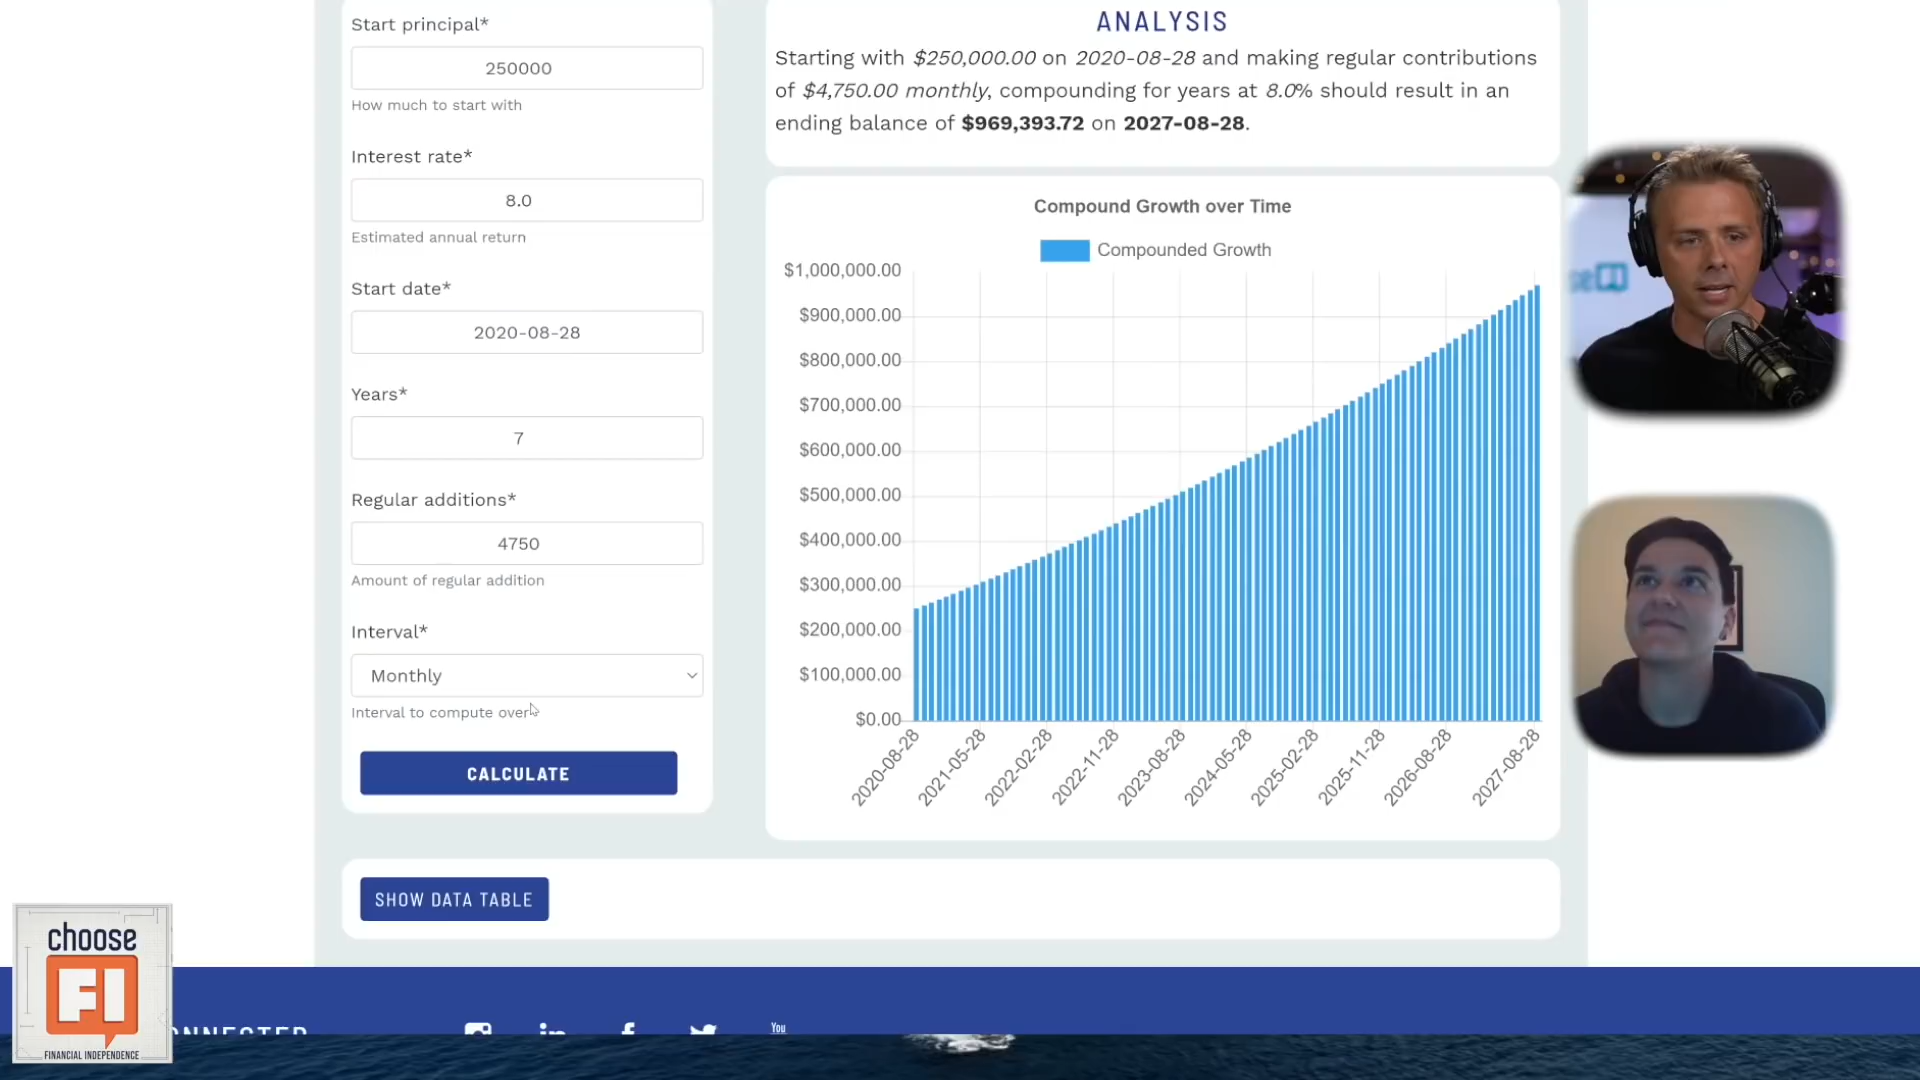 Start principal*
250000
How much to start with
Interest rate*
8.0
Estimated annual return
Start date*
2020-08-28
Years*
7
Regular additions*
4750
Amount of regular addition
Interval*
Monthly
Interval to compute over
CALCULATE
SHOW DATA TABLE
ANALYSIS
Starting with $250,000.00 on 2020-08-28 and making regular contributions
of $4,750.00 monthly, compounding for years at 8.0% should result in an
ending balance of $969,393.72 on 2027-08-28.
Compound Growth over Time
Compounded Growth
$1,000,000.00
$900,000.00
$800,000.00
$700,000.00
$600,000.00
$500,000.00
$400,000.00
$300,000.00
$200,000.00
$100,000.00
$0.00
2020-08-28
2021-05-28
2022-02-28
2022-11-28
2023-08-28
2024-05-28
2025-02-28
2025-11-28
2026-08-28
2027-08-28
choose
FI
FINANCIAL INDEPENDENCE
You